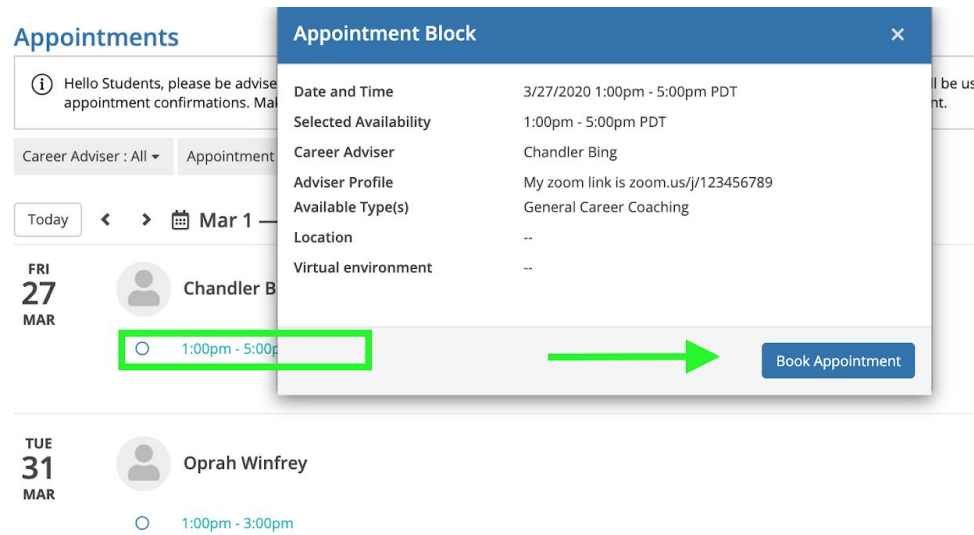 Appointments
Hello Students, please be advise
ll be us
appointment confirmations. Mak
nt.
Career Adviser : All
Appointment
Today
Mar 1 —
FRI
27
MAR
Chandler B
1:00pm - 5:00p
TUE
31
MAR
Oprah Winfrey
1:00pm - 3:00pm
Appointment Block
Date and Time 3/27/2020 1:00pm - 5:00pm PDT
Selected Availability 1:00pm - 5:00pm PDT
Career Adviser Chandler Bing
Adviser Profile My zoom link is zoom.us/j/123456789
Available Type(s) General Career Coaching
Location --
Virtual environment --
Book Appointment